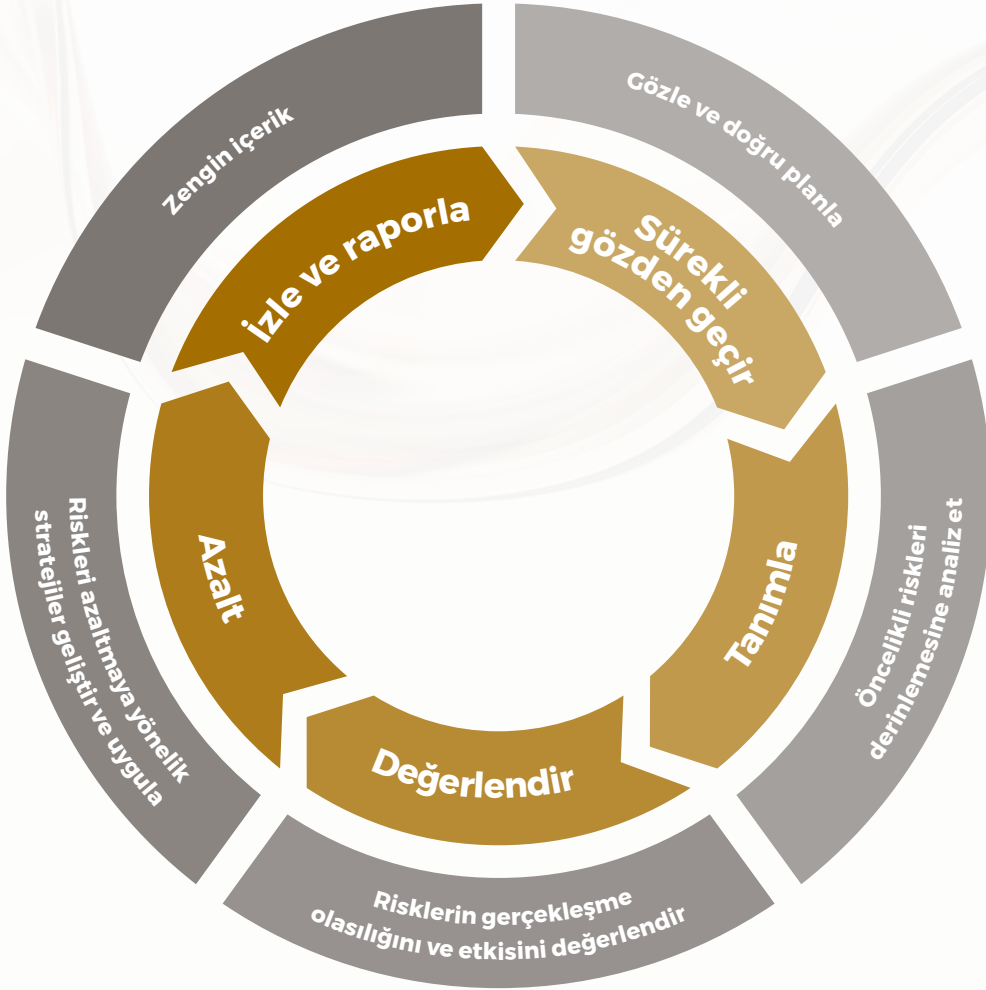 Gözle ve doğru planla
Sürekli
gözden geçir
Öncelikli riskleri
derinlemesine analiz et
Tanımla
Risklerin gerçekleşme
olasılığını ve etkisini değerlendir
Değerlendir
Riskleri azaltmaya yönelik
stratejiler geliştir ve uygula
Azalt
Zengin içerik
İzle ve raporla